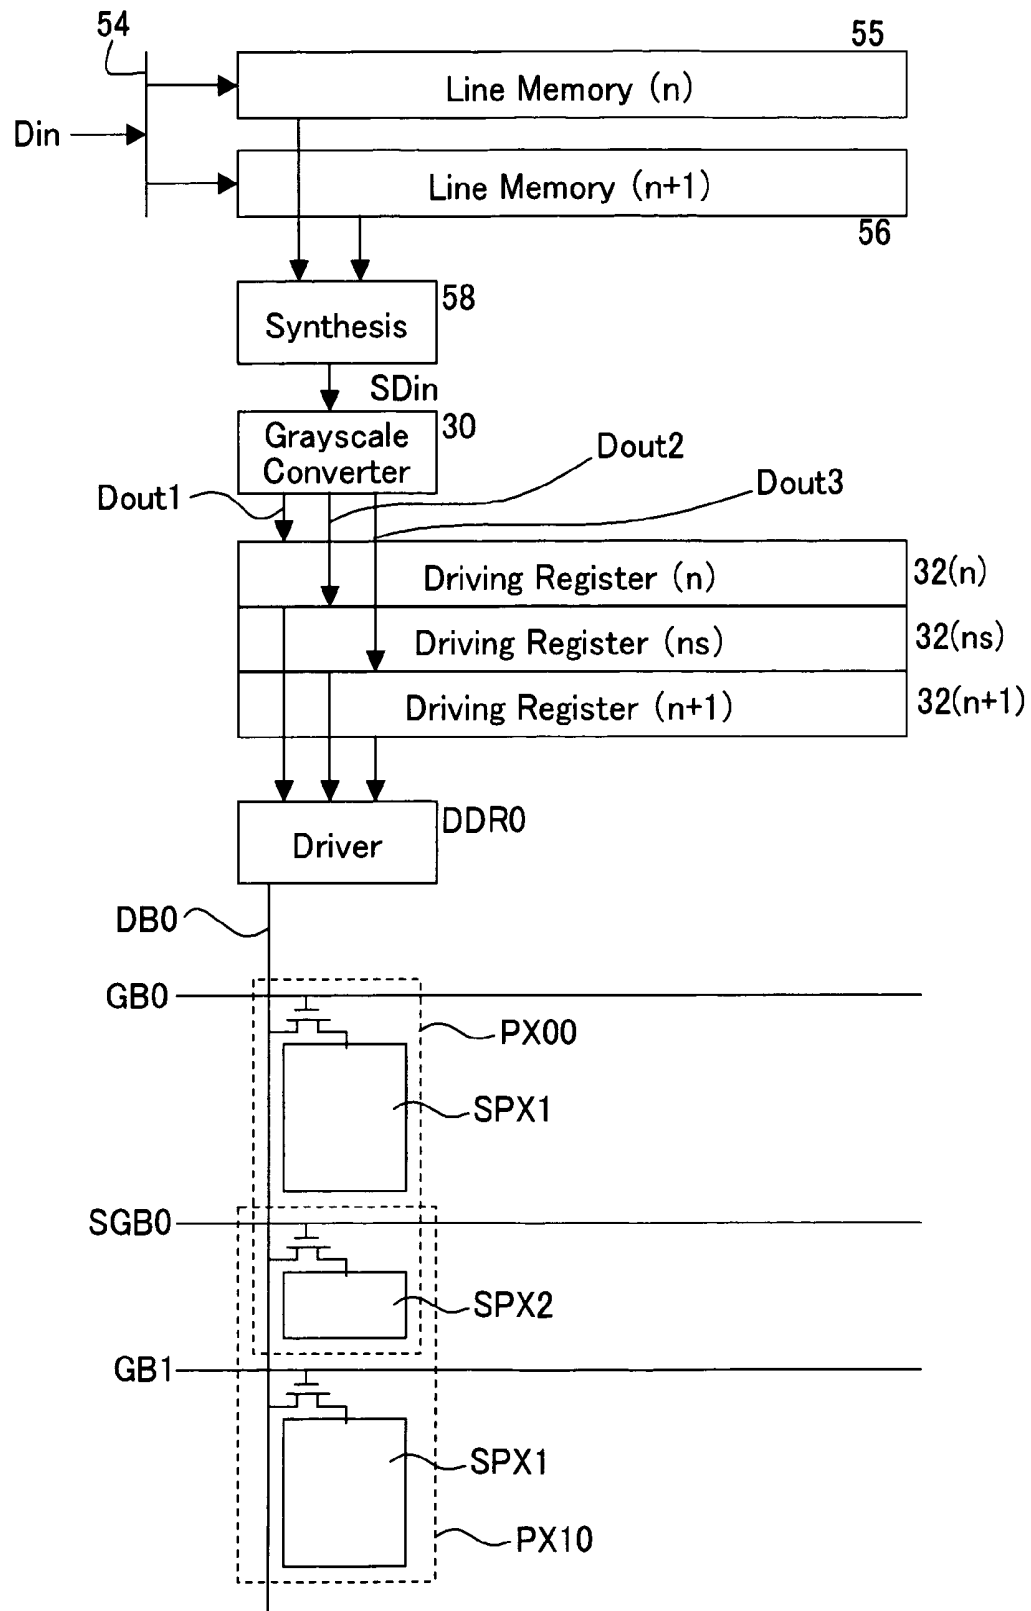 54
55
Line Memory (n)
Din
Line Memory (n+1)
56
58
Synthesis
SDin
30
Grayscale
Converter
Dout2
Dout1
Dout3
Driving Register (n)
32(n)
Driving Register (ns)
32(ns)
Driving Register (n+1)
32(n+1)
DDR0
Driver
DB0
GB0
PX00
SPX1
SGB0
SPX2
GB1
SPX1
PX10